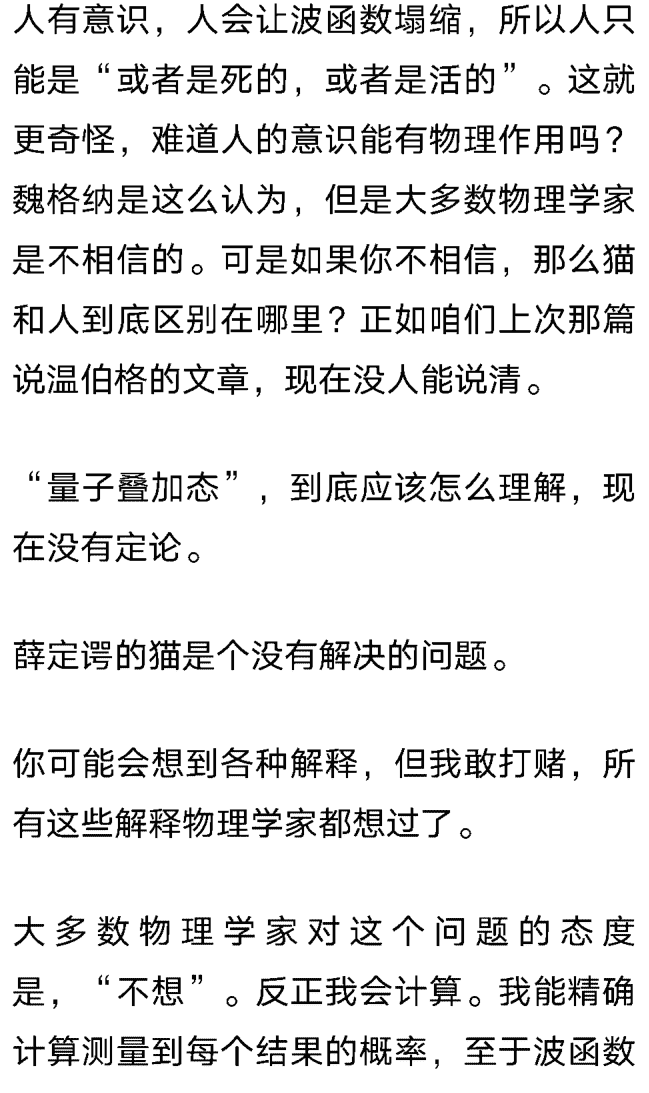 人有意识，人会让波函数塌缩，所以人只
能是“或者是死的，或者是活的”。这就
更奇怪，难道人的意识能有物理作用吗？
魏格纳是这么认为，但是大多数物理学家
是不相信的。可是如果你不相信，那么猫
和人到底区别在哪里？正如咱们上次那篇
说温伯格的文章，现在没人能说清。
“量子叠加态”，到底应该怎么理解，现
在没有定论。
薛定谔的猫是个没有解决的问题。
你可能会想到各种解释，但我敢打赌，所
有这些解释物理学家都想过了。
大多数物理学家对这个问题的态度
是，“不想”。反正我会计算。我能精确
计算测量到每个结果的概率，至于波函数